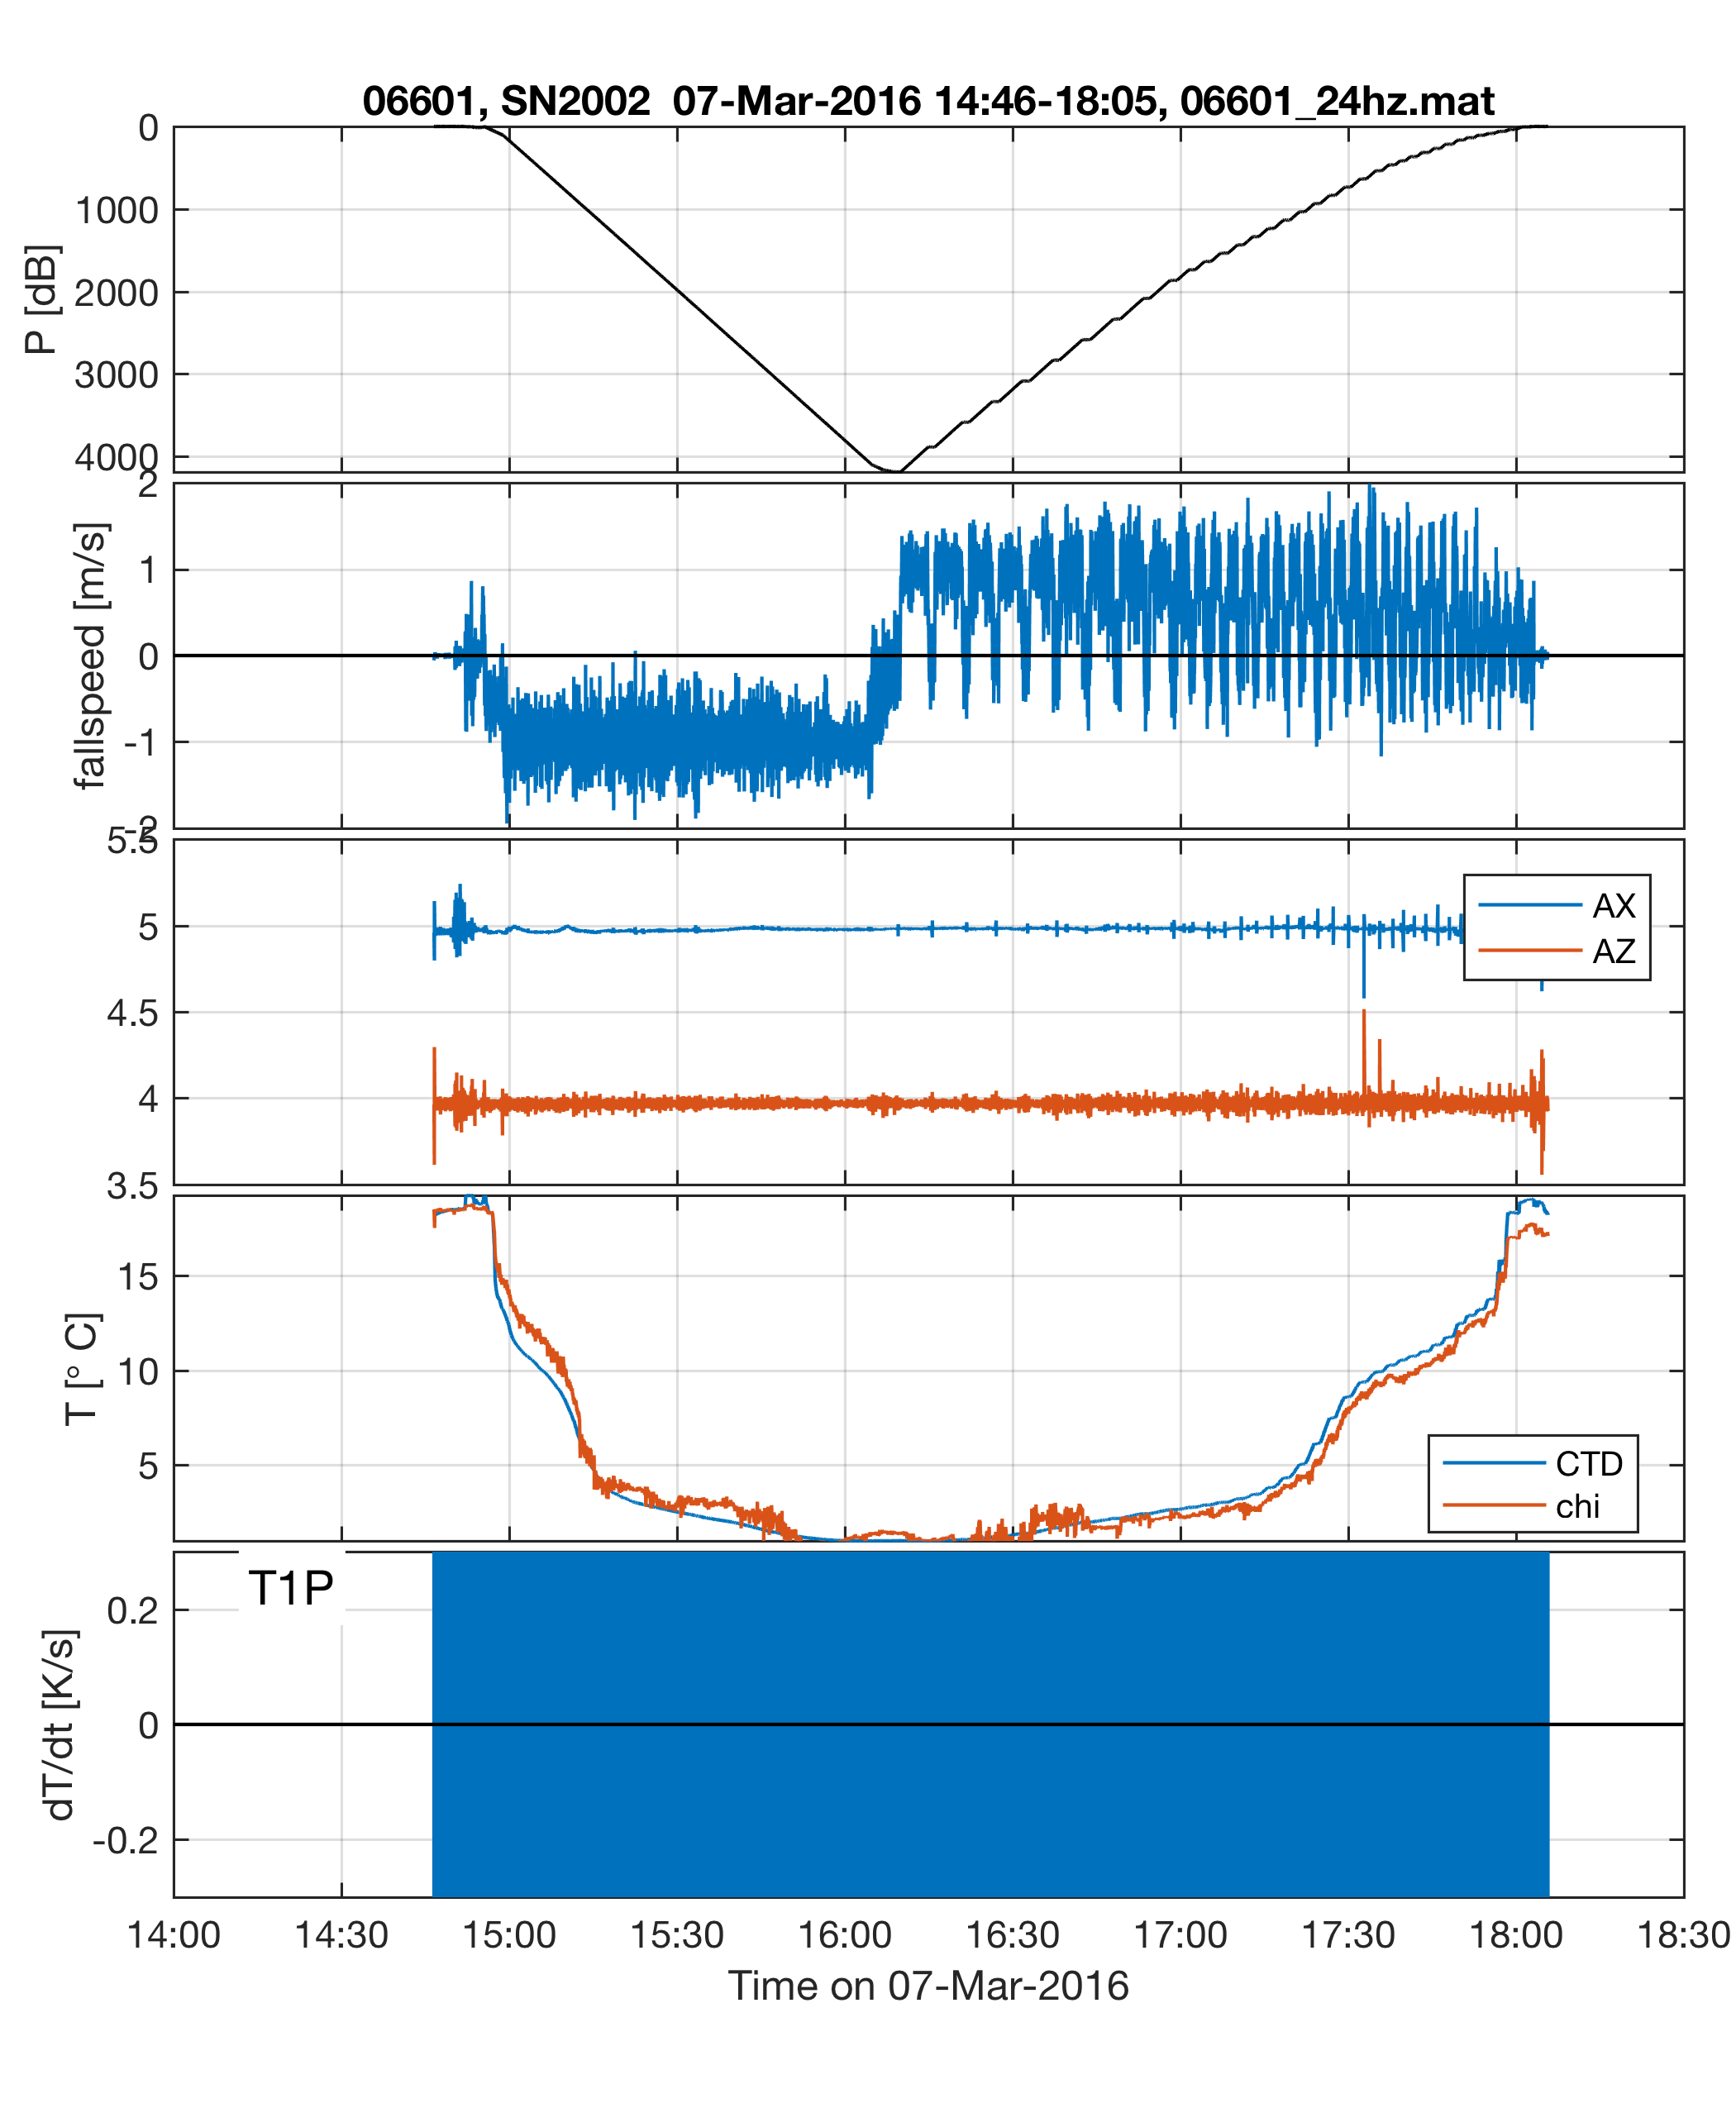 06601, SN2002  07-Mar-2016 14:46-18:05, 06601_24hz.mat
P [dB]
0
1000
2000
3000
4000
fallspeed [m/s]
2
1
0
-1
-2
5.5
5
4.5
4
3.5
AX
AZ
T [° C]
15
10
5
CTD
chi
dT/dt [K/s]
T1P
0.2
0
-0.2
14:00 14:30 15:00 15:30 16:00 16:30 17:00 17:30 18:00 18:30
Time on 07-Mar-2016